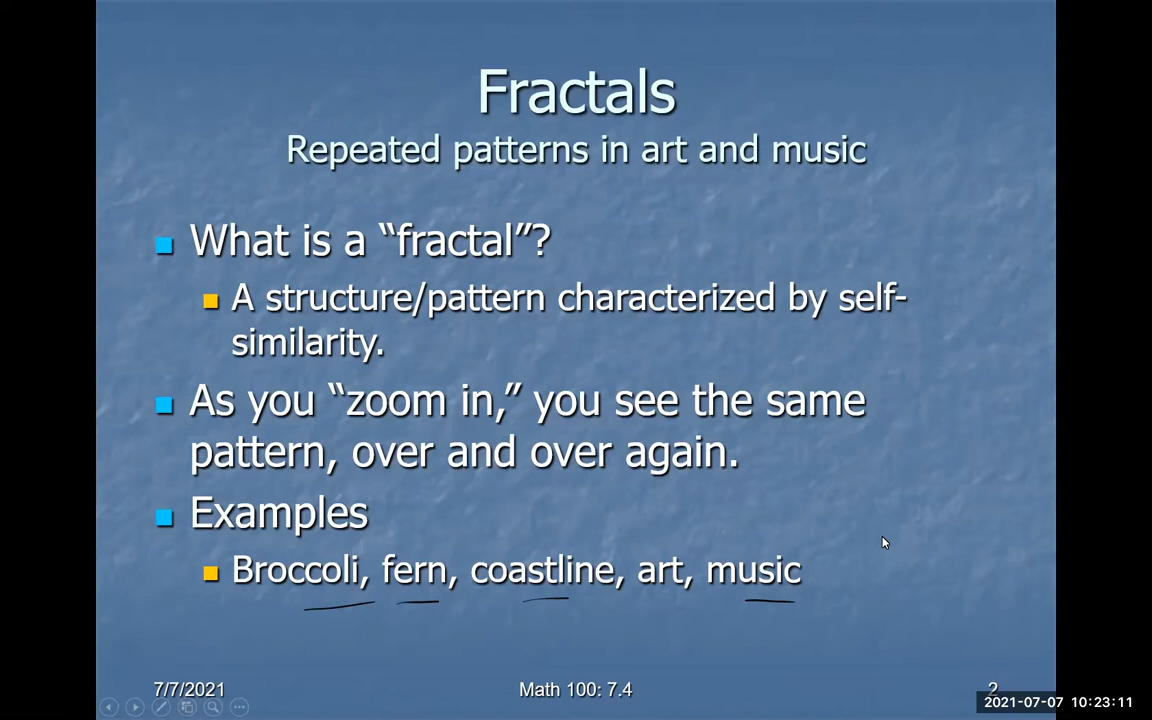 Fractals
Repeated patterns in art and music
What is a “fractal”?
A structure/pattern characterized by self-
similarity.
As you “zoom in,” you see the same
pattern, over and over again.
Examples
Broccoli, fern, coastline, art, music
7/7/2021 Math 100: 7.4 2
2021-07-07 10:23:11